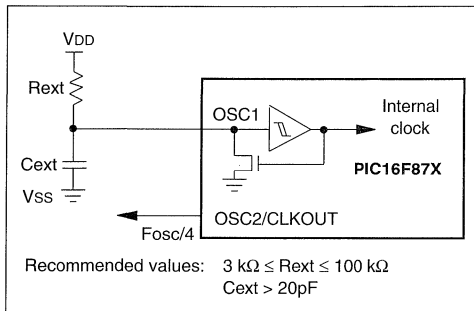 VDD
Rext
OSC1
Internal
clock
Cext
PIC16F87X
VSS
OSC2/CLKOUT
Fosc/4
Recommended values: 3 kΩ ≤ Rext ≤ 100 kΩ
Cext > 20pF